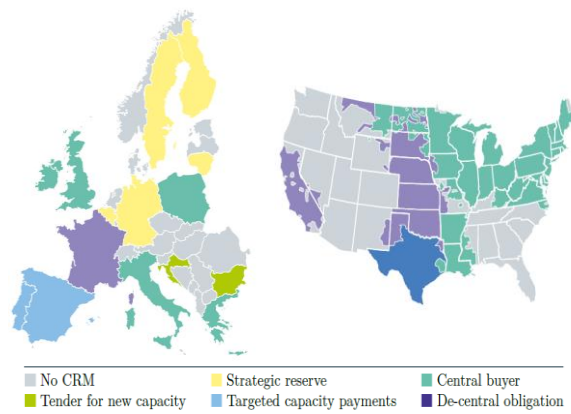 No CRM Strategic reserve Central buyer
Tender for new capacity Targeted capacity payments De-central obligation